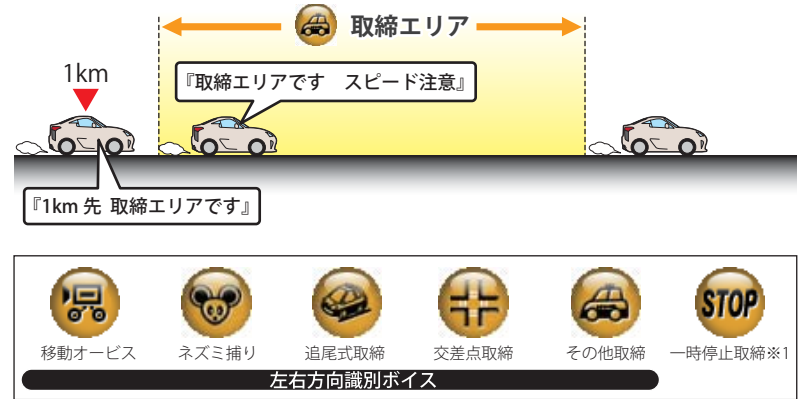 取締エリア
1km
『取締エリアです　スピード注意』
『1km 先 取締エリアです』
STOP
移動オービス
ネズミ捕り
追尾式取締
交差点取締
その他取締
一時停止取締※1
左右方向識別ボイス